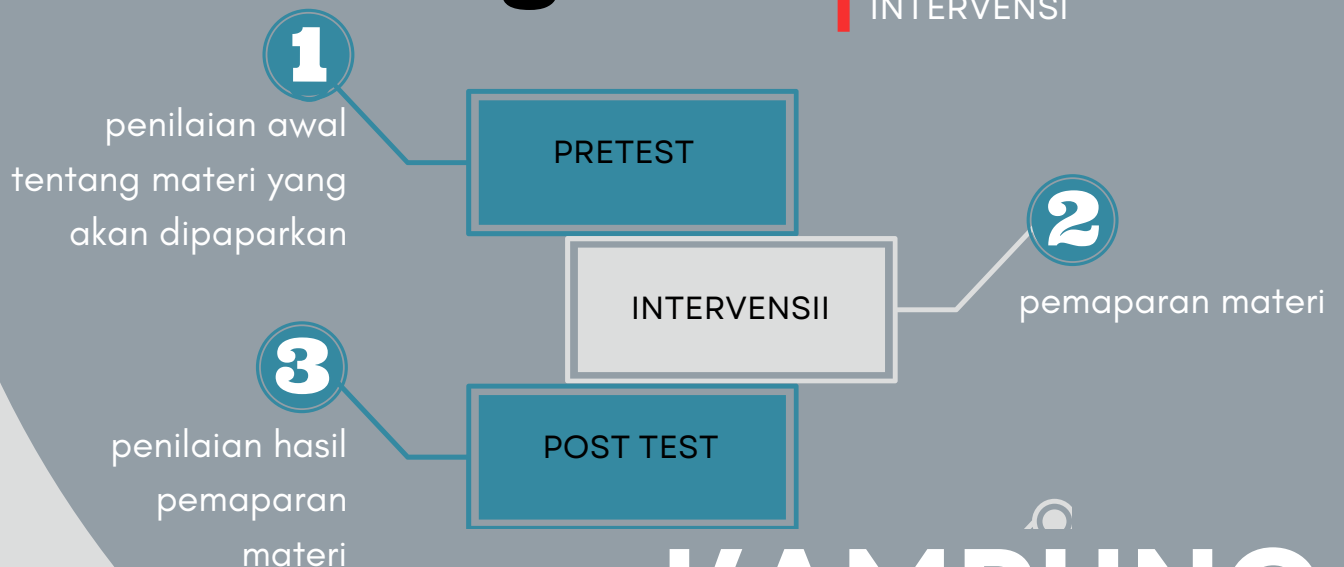 INTERVENSI
1
penilaian awal
tentang materi yang
akan dipaparkan
PRETEST
2
pemaparan materi
INTERVENSII
3
penilaian hasil
pemaparan
materi
POST TEST
KAMPUNG